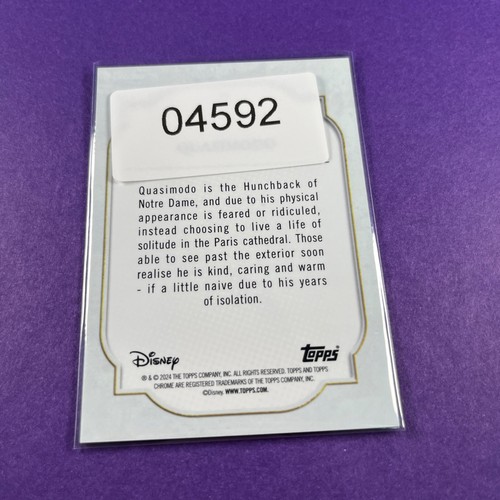 04592
Quasimodo is the Hunchback of
Notre Dame, and due to his physical
appearance is feared or ridiculed,
instead choosing to live a life of
solitude in the Paris cathedral. Those
able to see past the exterior soon
realise he is kind, caring and warm
- if a little naive due to his years
of isolation.
Disney
Topps
® & © 2024 THE TOPPS COMPANY, INC. ALL RIGHTS RESERVED. TOPPS AND TOPPS
CHROME ARE REGISTERED TRADEMARKS OF THE TOPPS COMPANY, INC.
©Disney. WWW.TOPPS.COM.